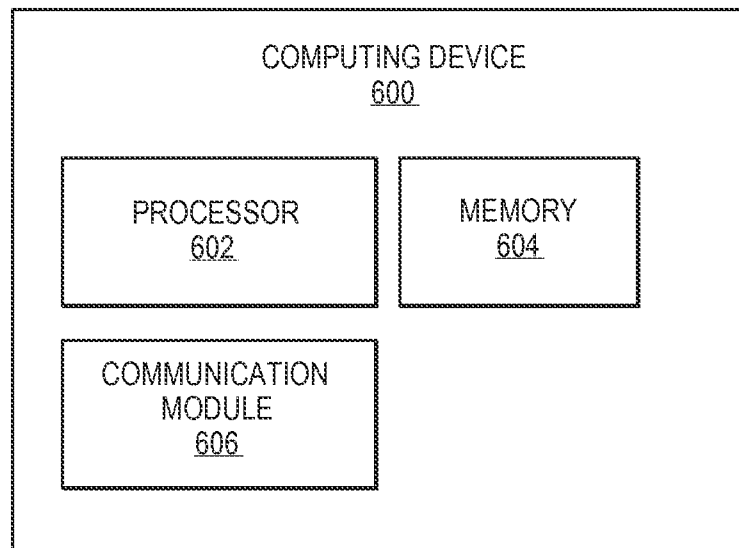 COMPUTING DEVICE
600
PROCESSOR
602
MEMORY
604
COMMUNICATION
MODULE
606